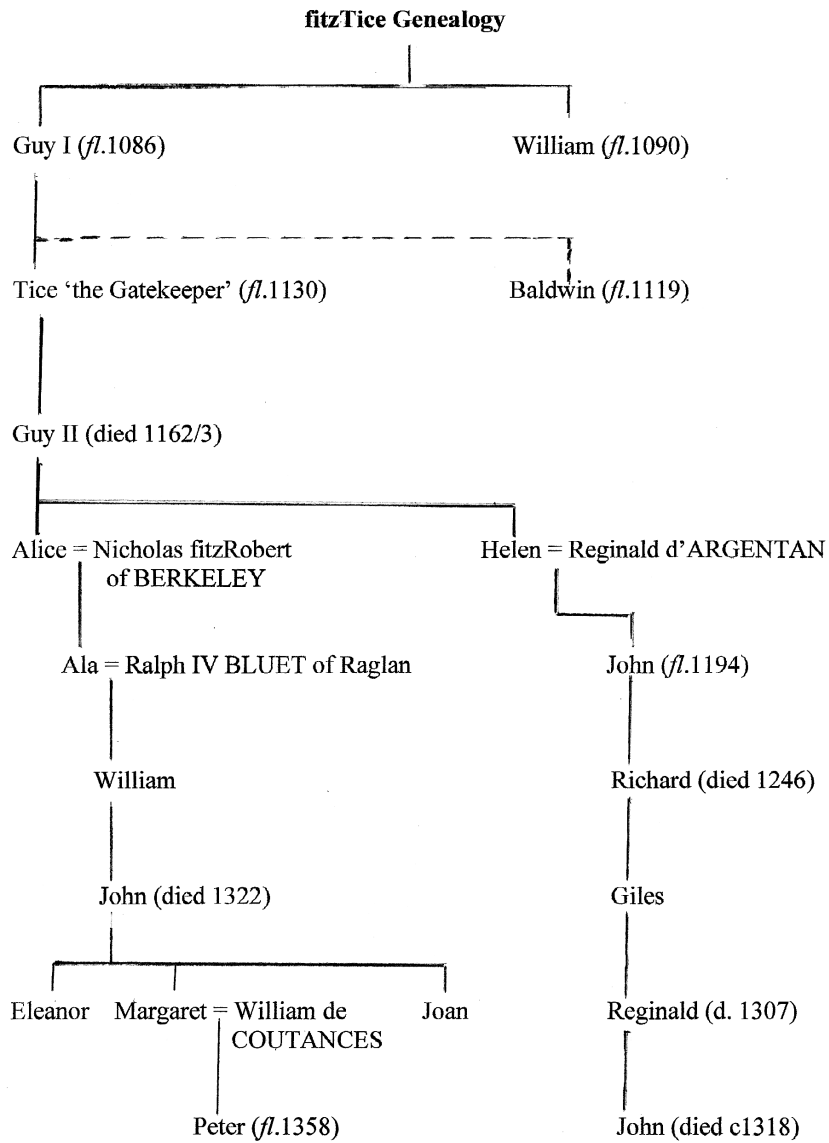 fitzTice Genealogy
Guy I (fl.1086)
William (fl.1090)
Tice ‘the Gatekeeper’ (fl.1130)
Baldwin (fl.1119)
Guy II (died 1162/3)
Alice = Nicholas fitzRobert
of BERKELEY
Helen = Reginald d’ARGENTAN
Ala = Ralph IV BLUET of Raglan
John (fl.1194)
William
Richard (died 1246)
John (died 1322)
Giles
Eleanor
Margaret = William de
COUTANCES
Joan
Reginald (d. 1307)
Peter (fl.1358)
John (died c1318)